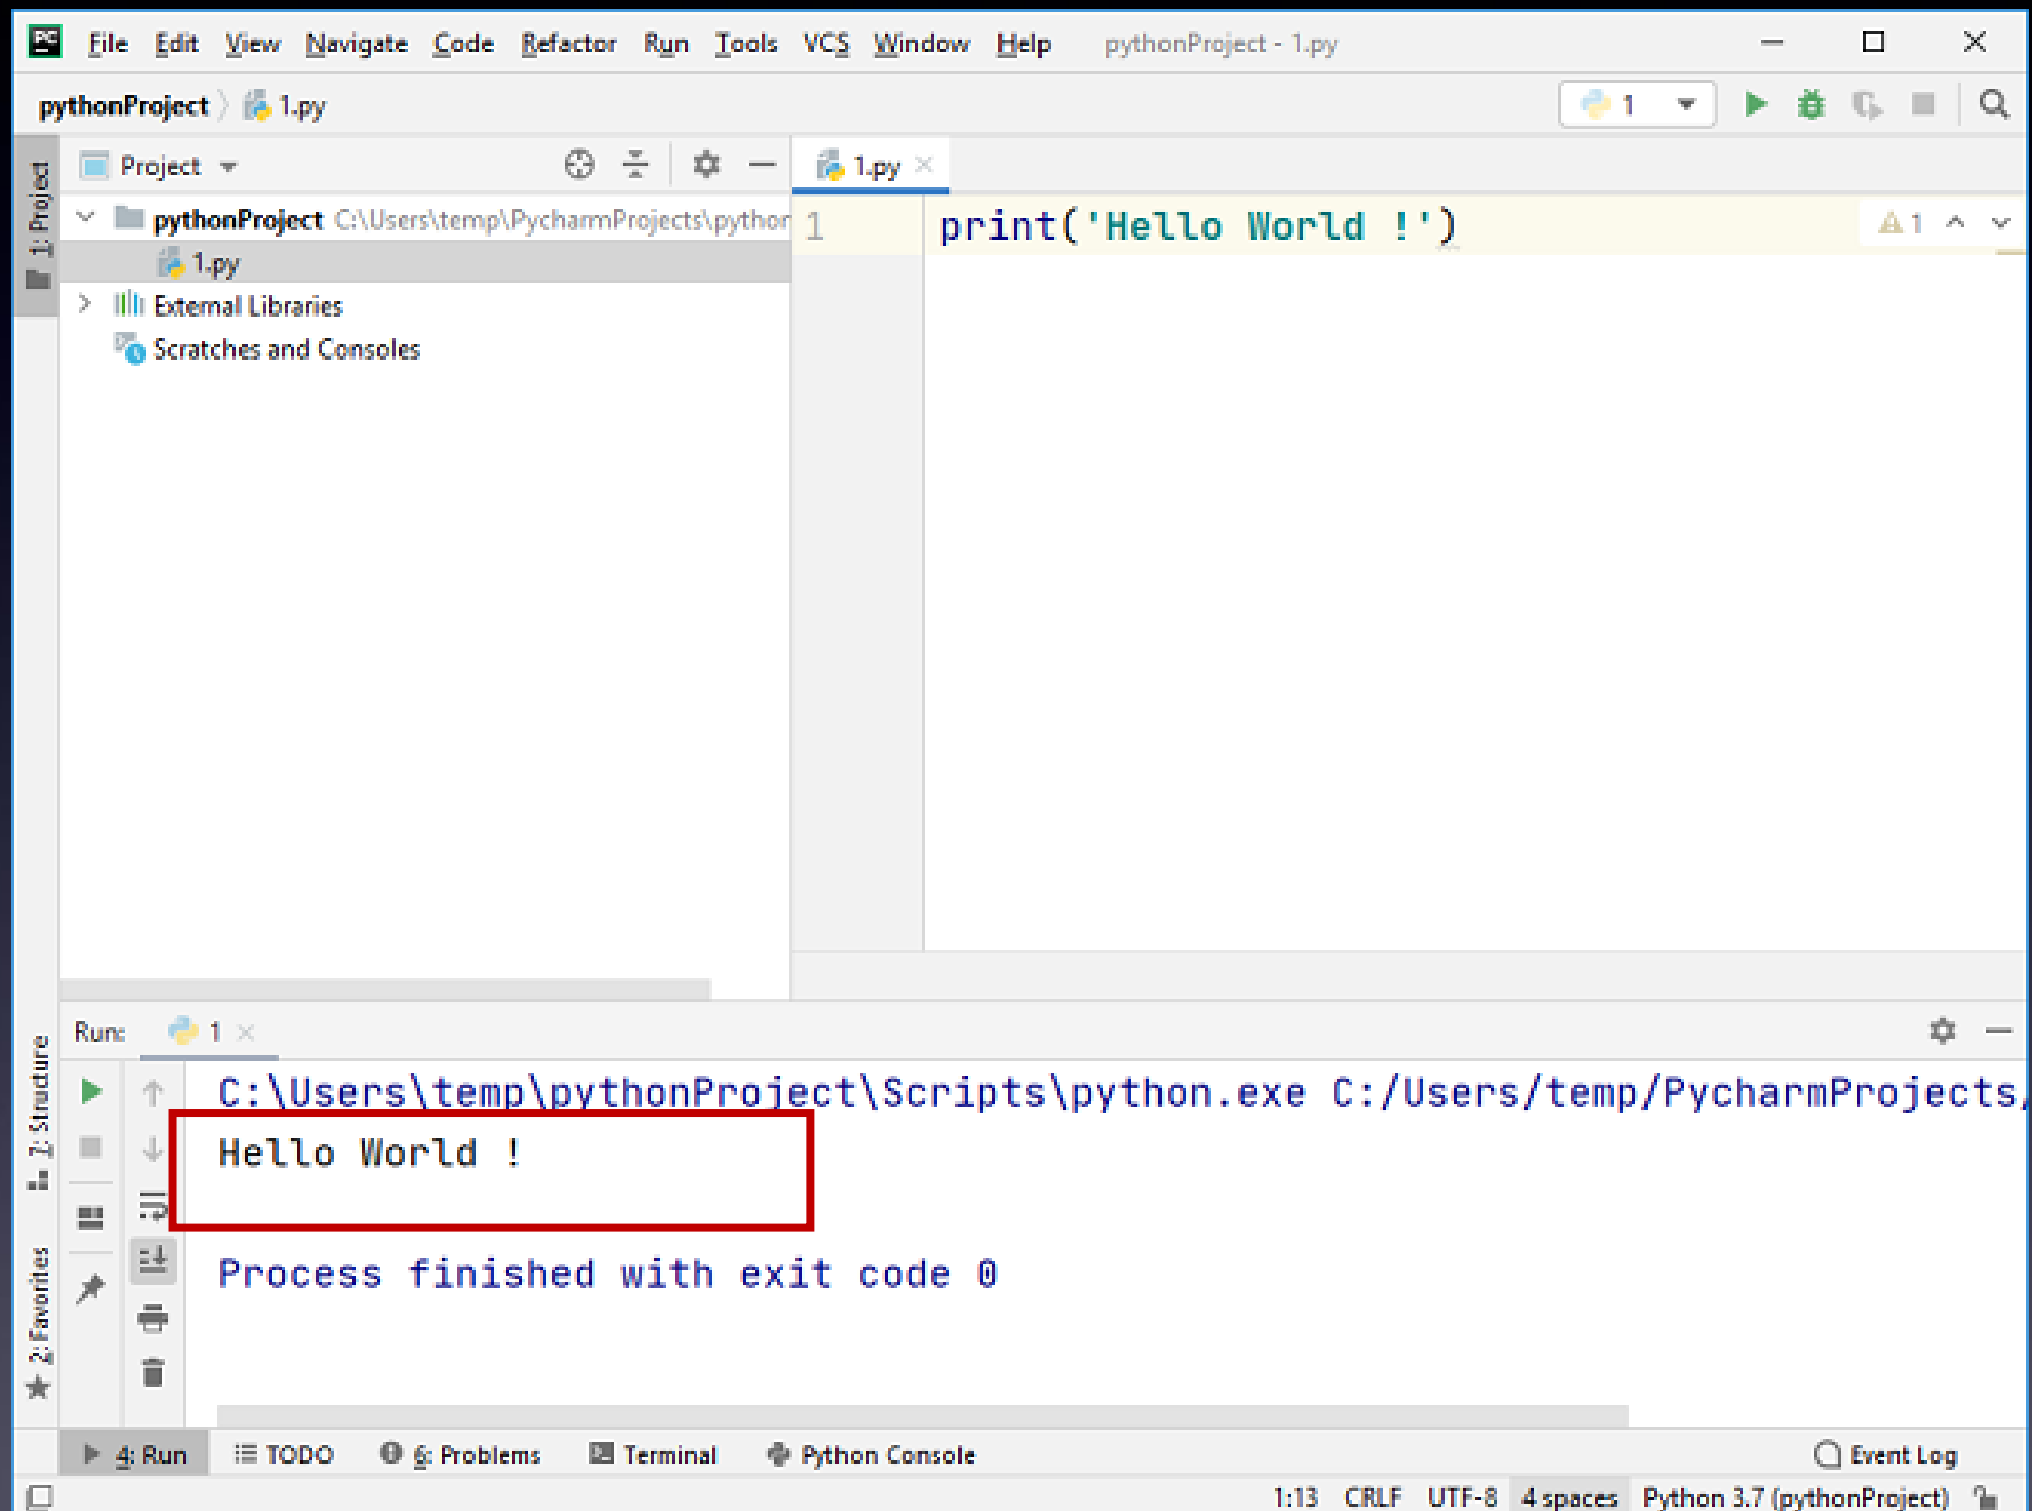 PC File Edit View Navigate Code Refactor Run Tools VCS Window Help pythonProject - 1.py
pythonProject 1.py 1
1: Project
Project
1.py
pythonProject C:\Users\temp\PycharmProjects\python
1.py
External Libraries
Scratches and Consoles
1 print('Hello World !') 1
Run: 1
C:\Users\temp\pythonProject\Scripts\python.exe C:/Users/temp/PycharmProjects/
Hello World !
Process finished with exit code 0
7: Structure
2: Favorites
4: Run TODO 6: Problems Terminal Python Console Event Log
1:13 CRLF UTF-8 4 spaces Python 3.7 (pythonProject)